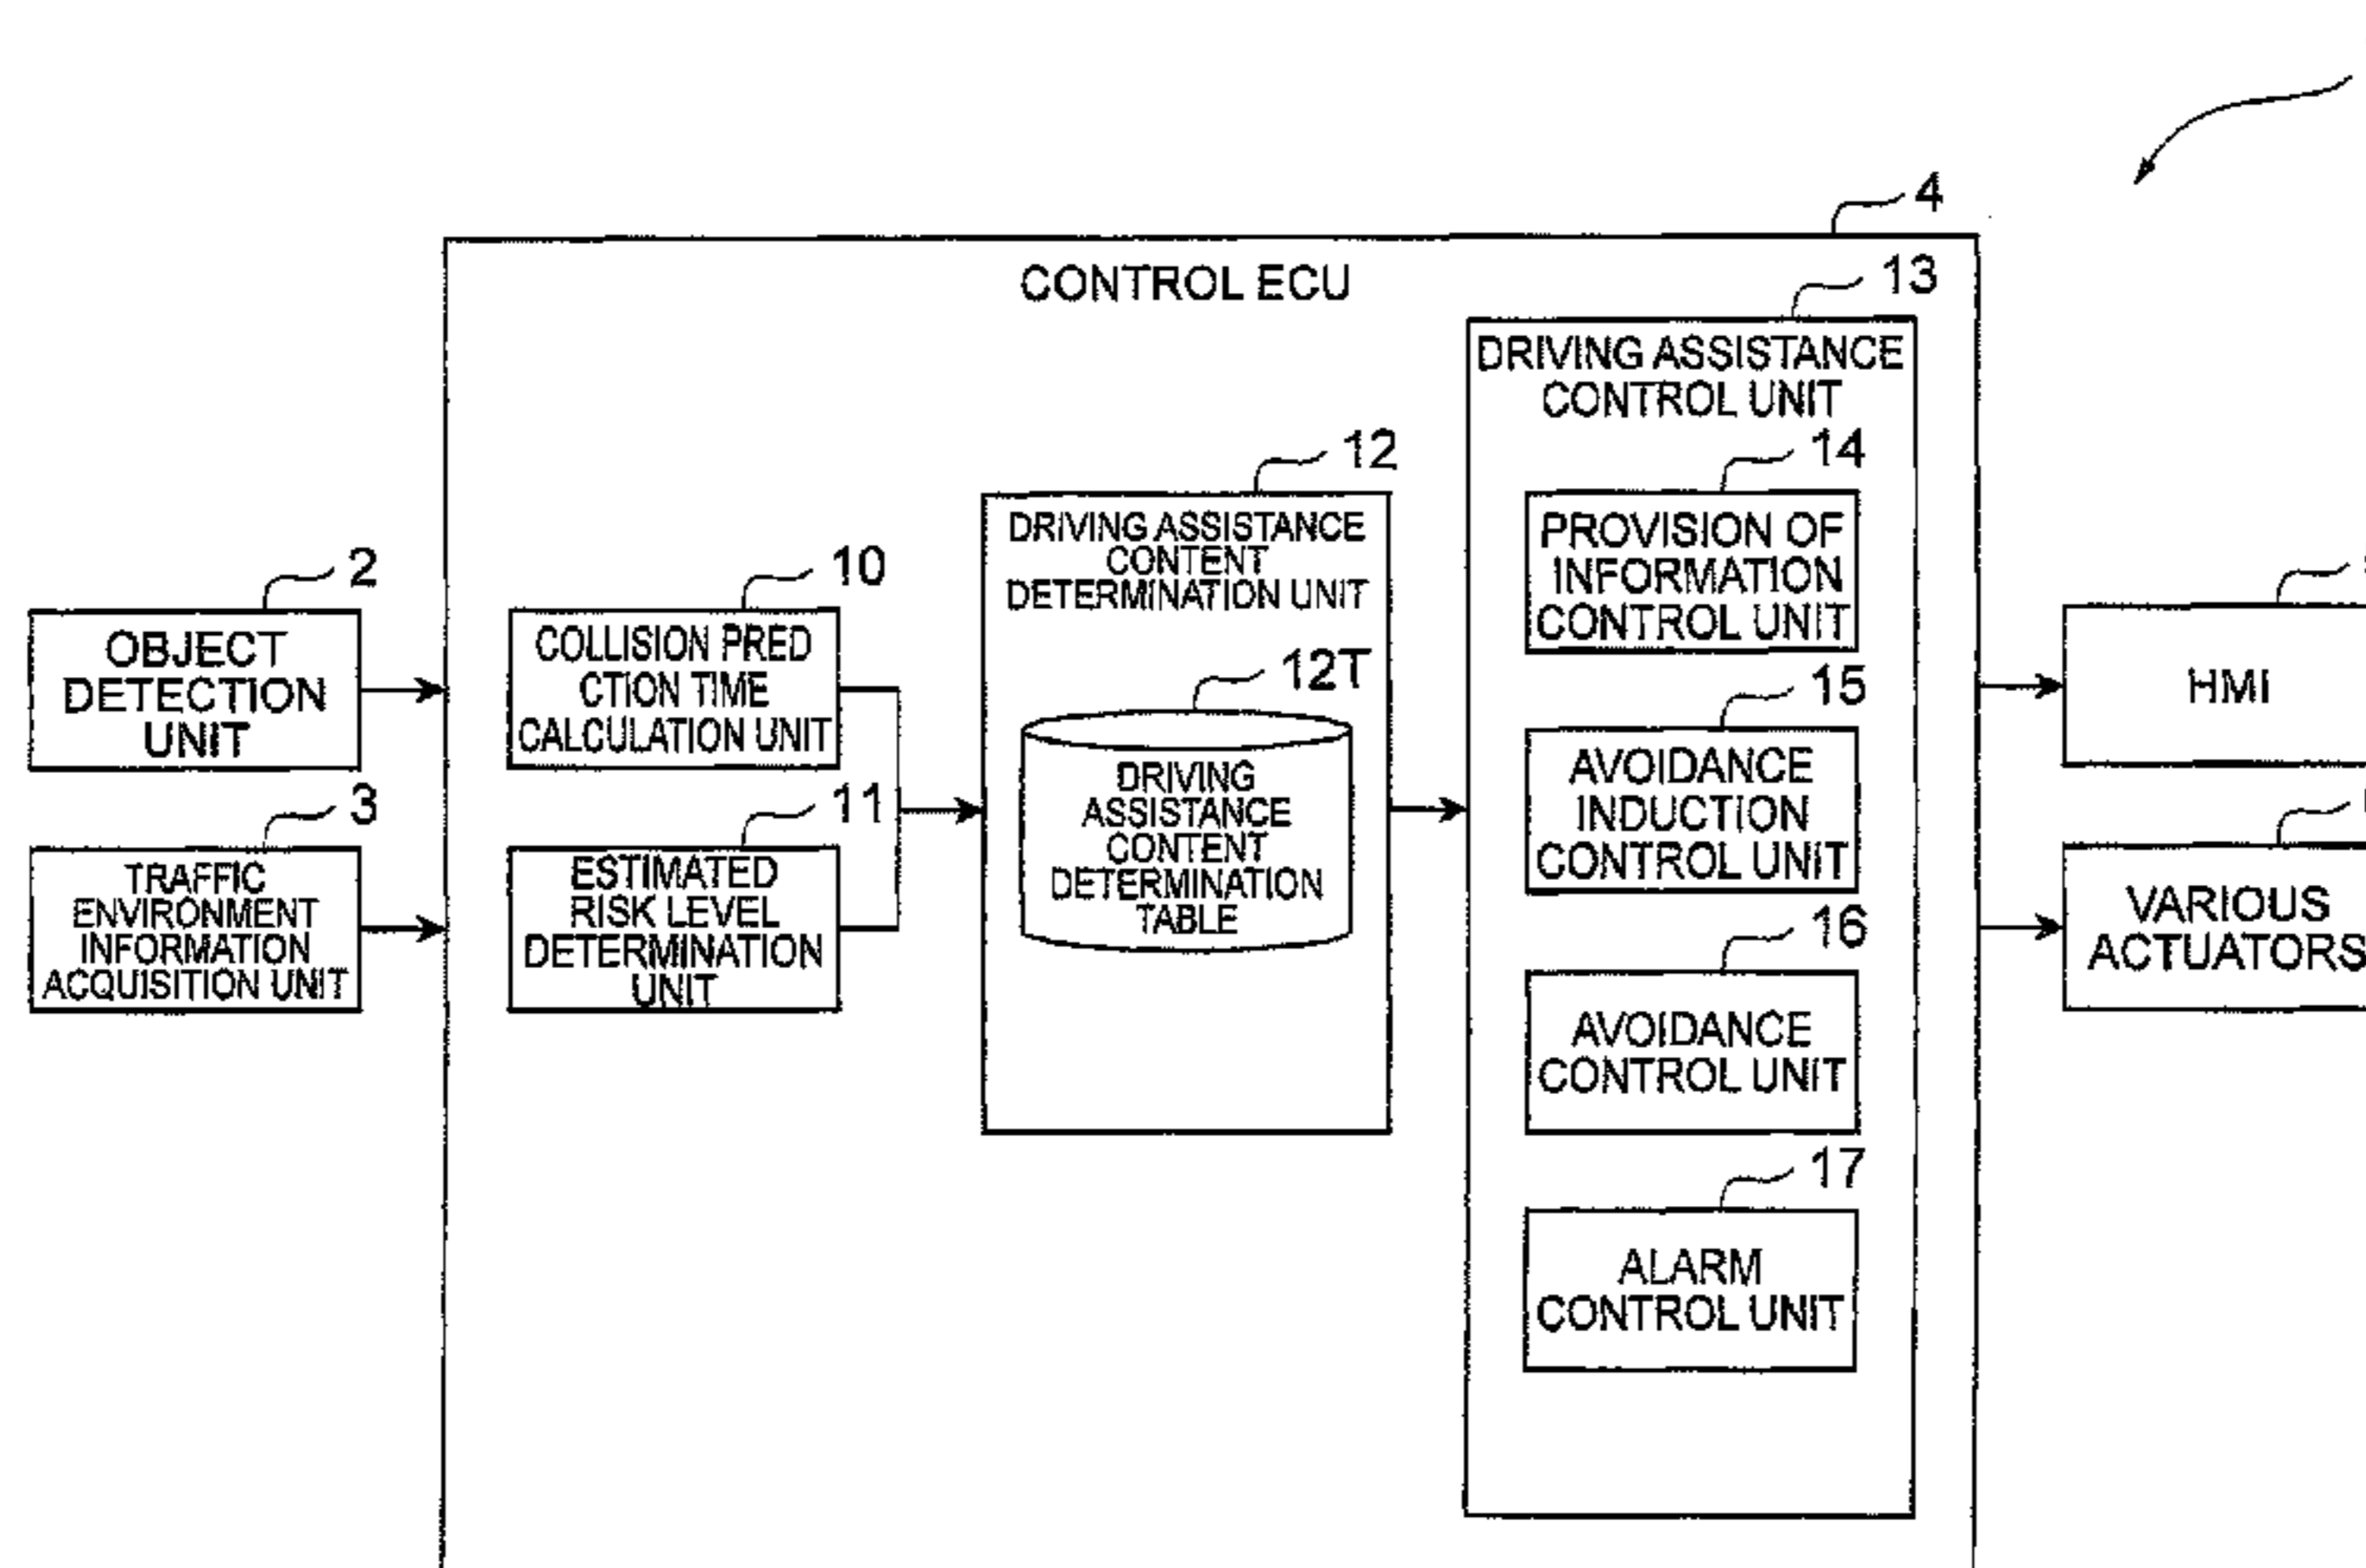 4
CONTROL ECU
13
DRIVING ASSISTANCE
CONTROL UNIT
12
DRIVING ASSISTANCE
CONTENT
DETERMINATION UNIT
12T
DRIVING
ASSISTANCE
CONTENT
DETERMINATION
TABLE
14
PROVISION OF
INFORMATION
CONTROL UNIT
15
AVOIDANCE
INDUCTION
CONTROL UNIT
16
AVOIDANCE
CONTROL UNIT
17
ALARM
CONTROL UNIT
2
OBJECT
DETECTION
UNIT
3
TRAFFIC
ENVIRONMENT
INFORMATION
ACQUISITION UNIT
10
COLLISION PRED
CTION TIME
CALCULATION UNIT
11
ESTIMATED
RISK LEVEL
DETERMINATION
UNIT
HMI
VARIOUS
ACTUATORS